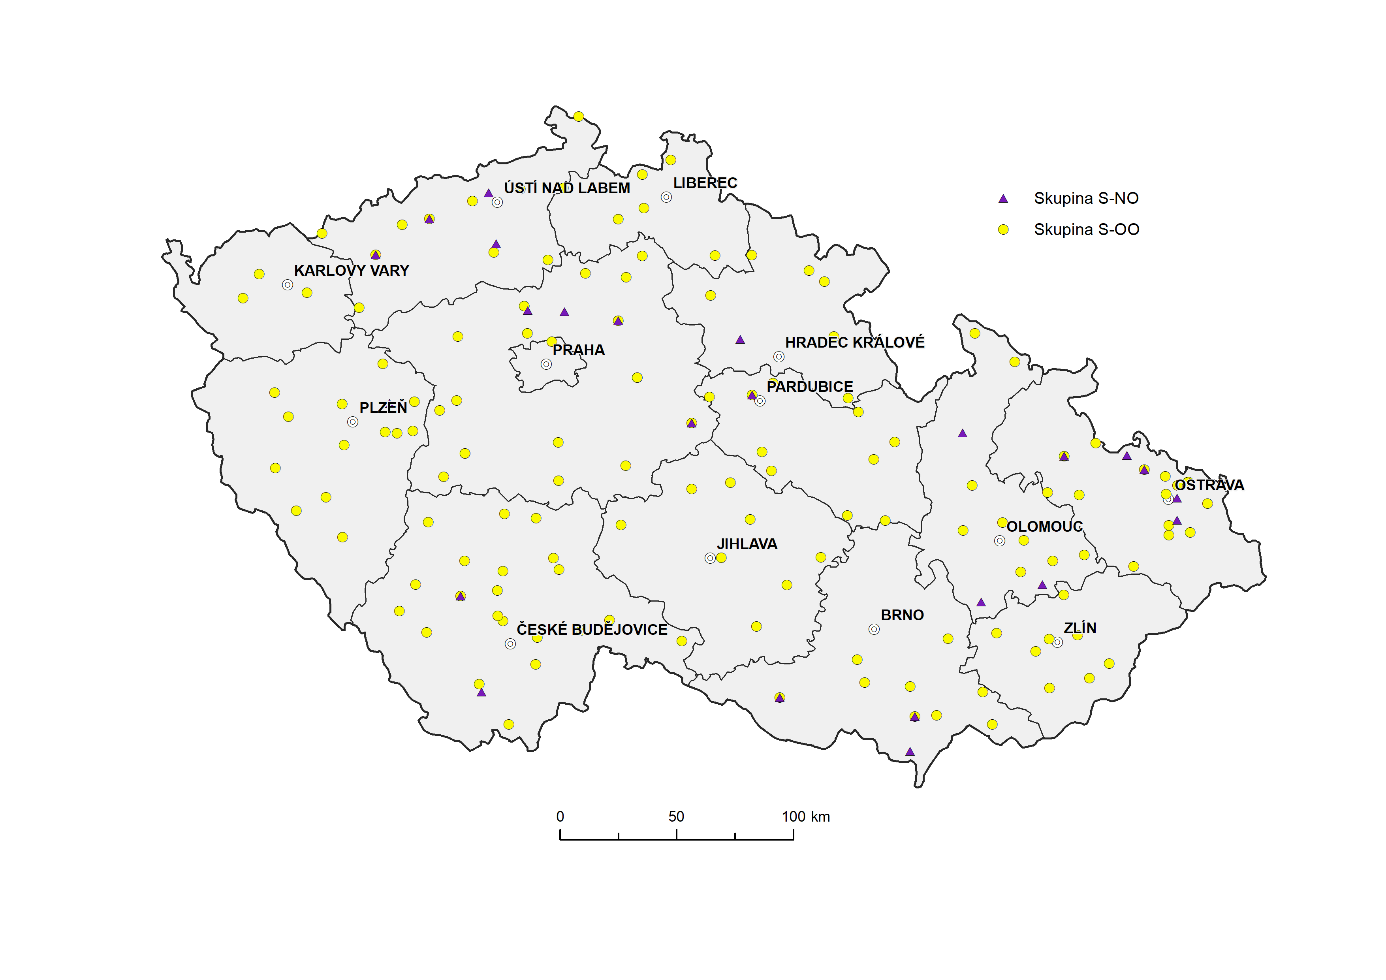 ÚSTÍ NAD LABEM
LIBEREC
Skupina S-NO
Skupina S-OO
KARLOVY VARY
PRAHA
HRADEC KRÁLOVÉ
PARDUBICE
PLZEŇ
OSTRAVA
OLOMOUC
JIHLAVA
BRNO
ČESKÉ BUDĚJOVICE
ZLÍN
0 50 100 km